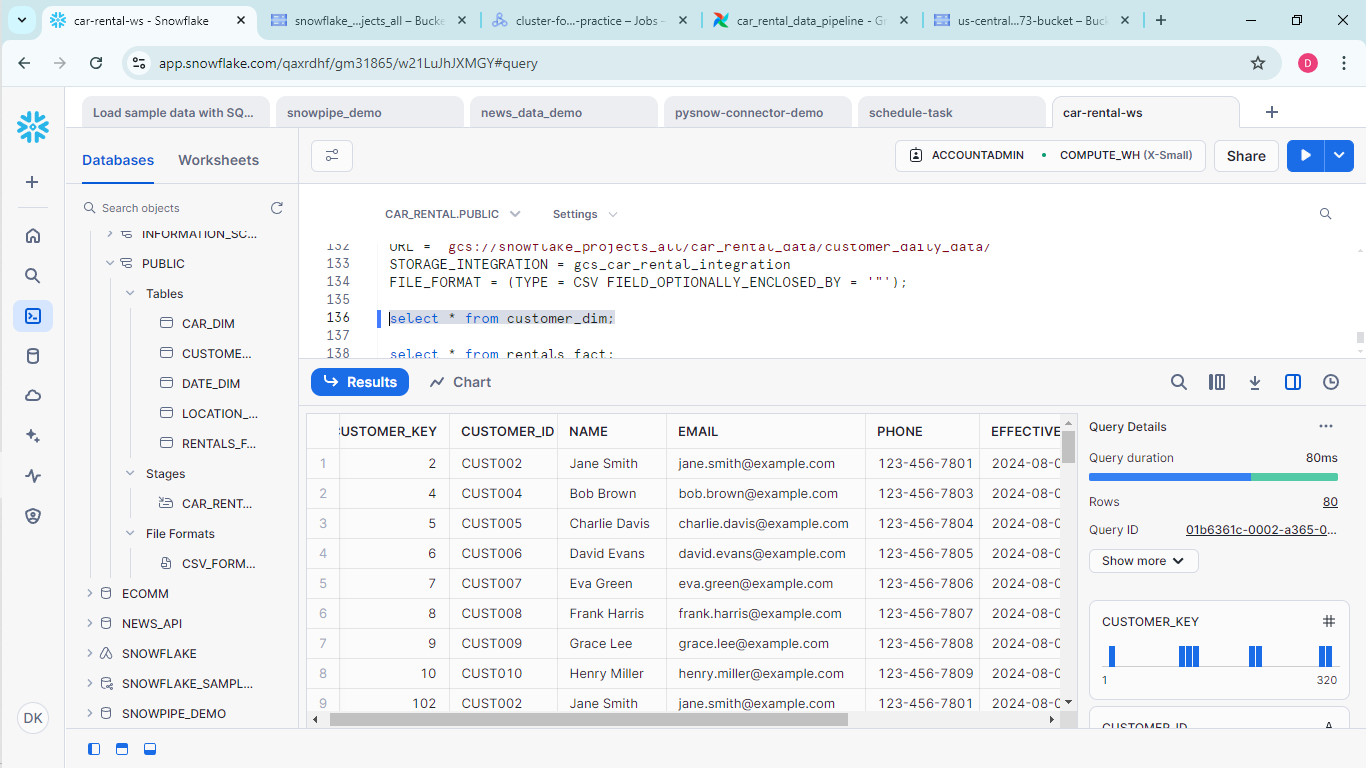 car-rental-ws - Snowflake
snowflake_...jects_all – Bucke
cluster-fo...-practice – Jobs –
car_rental_data_pipeline - Gr
us-central...73-bucket – Buck
app.snowflake.com/qaxrdhf/gm31865/w21LuJhJXMGY#query
D
Load sample data with SQ...
snowpipe_demo
news_data_demo
pysnow-connector-demo
schedule-task
car-rental-ws
Databases
Worksheets
ACCOUNTADMIN
COMPUTE_WH (X-Small)
Share
Search objects
CAR_RENTAL.PUBLIC
Settings
INFORMATION_SC...
PUBLIC
Tables
CAR_DIM
CUSTOME...
DATE_DIM
LOCATION_...
RENTALS_F...
Stages
CAR_RENT...
File Formats
CSV_FORM...
ECOMM
NEWS_API
SNOWFLAKE
SNOWFLAKE_SAMPL...
SNOWPIPE_DEMO
DK
132 URL = 'gcs://snowflake_projects_all/car_rental_data/customer_daily_data/'
133 STORAGE_INTEGRATION = gcs_car_rental_integration
134 FILE_FORMAT = (TYPE = CSV FIELD_OPTIONALLY_ENCLOSED_BY = '"');
135
136 select * from customer_dim;
137
138 select * from rentals_fact;
Results
Chart
CUSTOMER_KEY CUSTOMER_ID NAME EMAIL PHONE EFFECTIVE
1 2 CUST002 Jane Smith jane.smith@example.com 123-456-7801 2024-08-0
2 4 CUST004 Bob Brown bob.brown@example.com 123-456-7803 2024-08-0
3 5 CUST005 Charlie Davis charlie.davis@example.com 123-456-7804 2024-08-0
4 6 CUST006 David Evans david.evans@example.com 123-456-7805 2024-08-0
5 7 CUST007 Eva Green eva.green@example.com 123-456-7806 2024-08-0
6 8 CUST008 Frank Harris frank.harris@example.com 123-456-7807 2024-08-0
7 9 CUST009 Grace Lee grace.lee@example.com 123-456-7808 2024-08-0
8 10 CUST010 Henry Miller henry.miller@example.com 123-456-7809 2024-08-0
9 102 CUST002 Jane Smith jane.smith@example.com 123-456-7801 2024-08-0
Query Details
Query duration 80ms
Rows 80
Query ID 01b6361c-0002-a365-0...
Show more
CUSTOMER_KEY
1 320
CUSTOMER_ID A